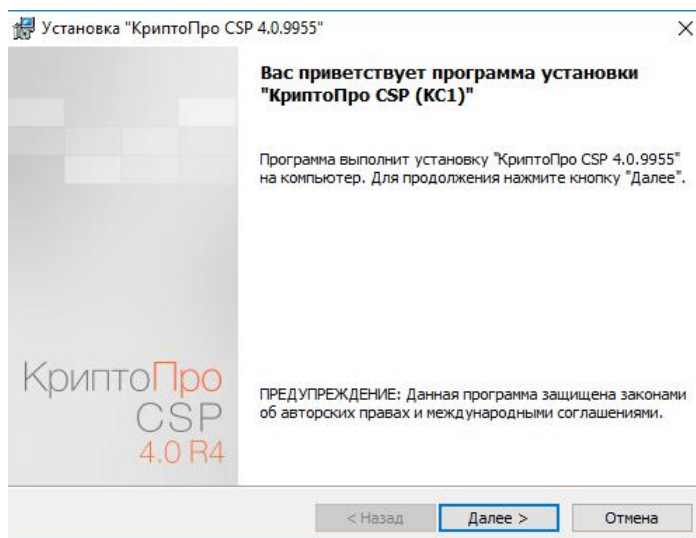 Установка "КриптоПро CSP 4.0.9955"
Вас приветствует программа установки
"КриптоПро CSP (КС1)"
Программа выполнит установку "КриптоПро CSP 4.0.9955"
на компьютер. Для продолжения нажмите кнопку "Далее".
КриптоПро
CSP
4.0 R4
ПРЕДУПРЕЖДЕНИЕ: Данная программа защищена законами
об авторских правах и международными соглашениями.
< Назад Далее > Отмена